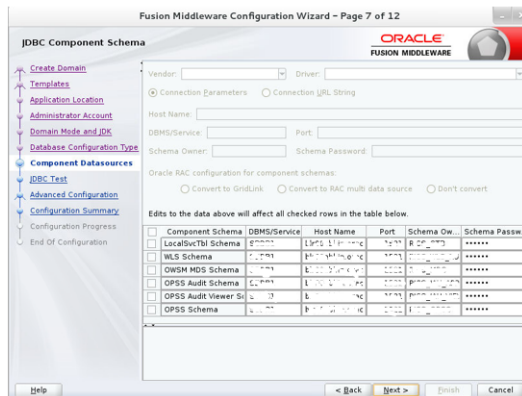 Fusion Middleware Configuration Wizard - Page 7 of 12
JDBC Component Schema
ORACLE
FUSION MIDDLEWARE
Create Domain
Templates
Application Location
Administrator Account
Domain Mode and JDK
Database Configuration Type
Component Datasources
JDBC Test
Advanced Configuration
Configuration Summary
Configuration Progress
End Of Configuration
Vendor: Driver:
Connection Parameters Connection URL String
Host Name:
DBMS/Service: Port:
Schema Owner: Schema Password:
Oracle RAC configuration for component schemas:
Convert to GridLink Convert to RAC multi data source Don't convert
Edits to the data above will affect all checked rows in the table below.
Component Schema DBMS/Service Host Name Port Schema Ow... Schema Passw
LocalSvcTbl Schema ••••••
WLS Schema ••••••
OWSM MDS Schema ••••••
OPSS Audit Schema ••••••
OPSS Audit Viewer S ••••••
OPSS Schema ••••••
Help < Back Next > Finish Cancel